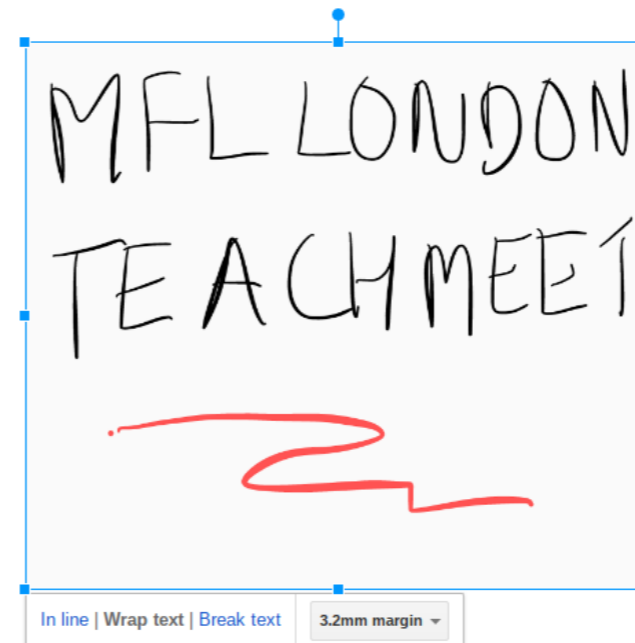 MFL LONDON
TEACHMEET
In line | Wrap text | Break text 3.2mm margin